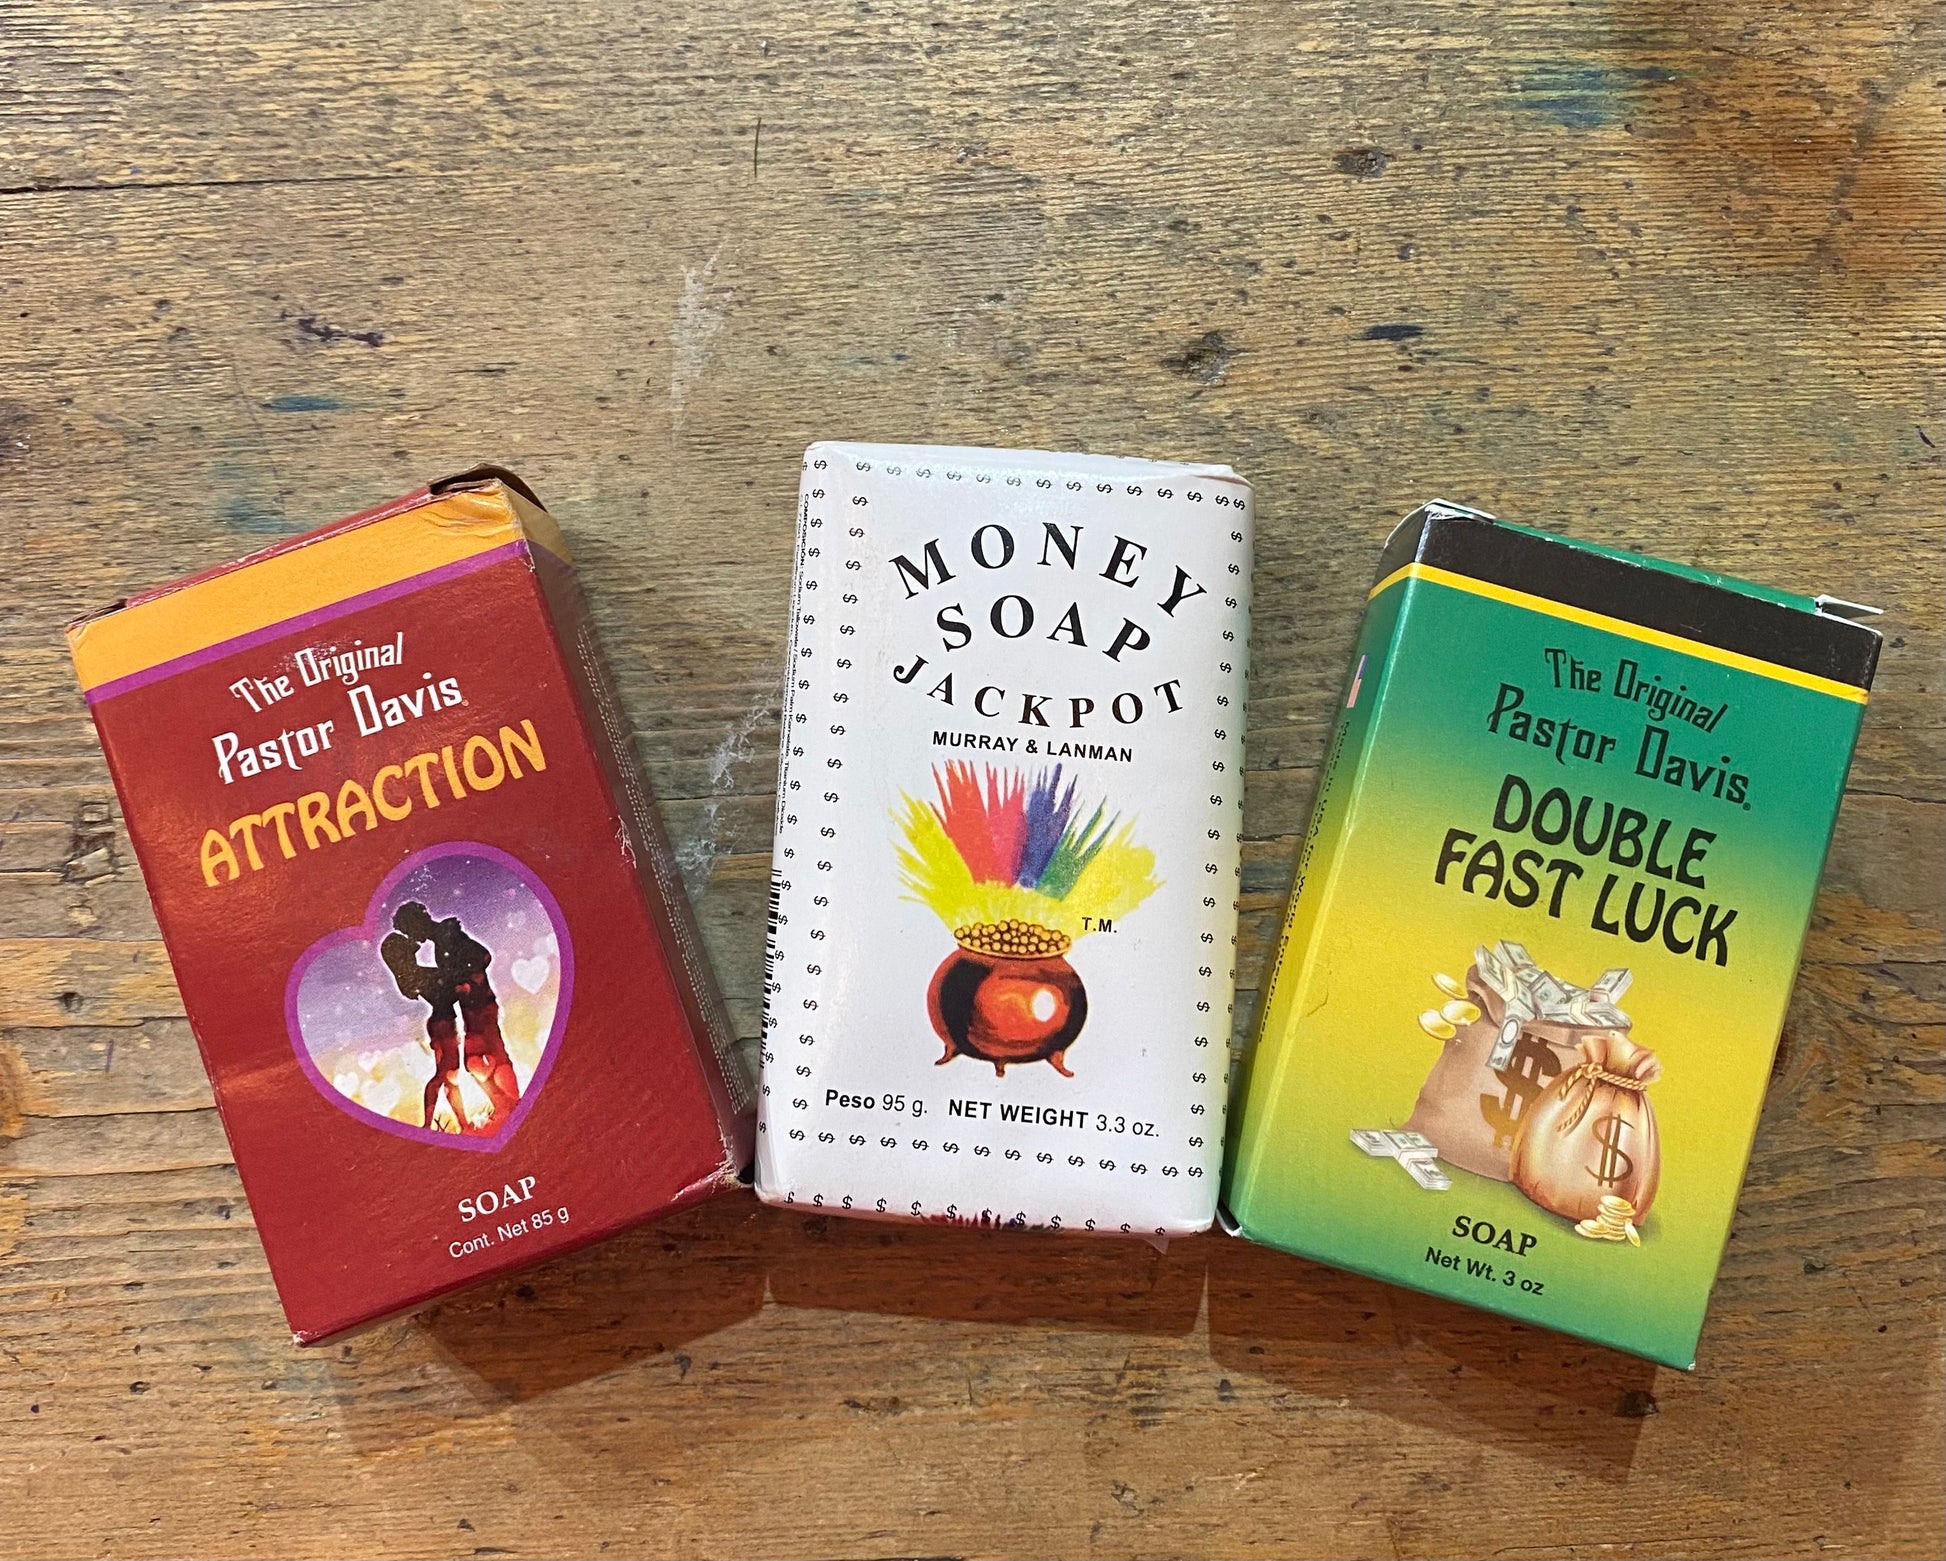 The Original
Pastor Davis
ATTRACTION
SOAP
Cont. Net 85 g
MONEY
SOAP
JACKPOT
MURRAY & LANMAN
T.M.
Peso 95 g. NET WEIGHT 3.3 oz.
The Original
Pastor Davis
DOUBLE
FAST LUCK
SOAP
Net Wt. 3 oz